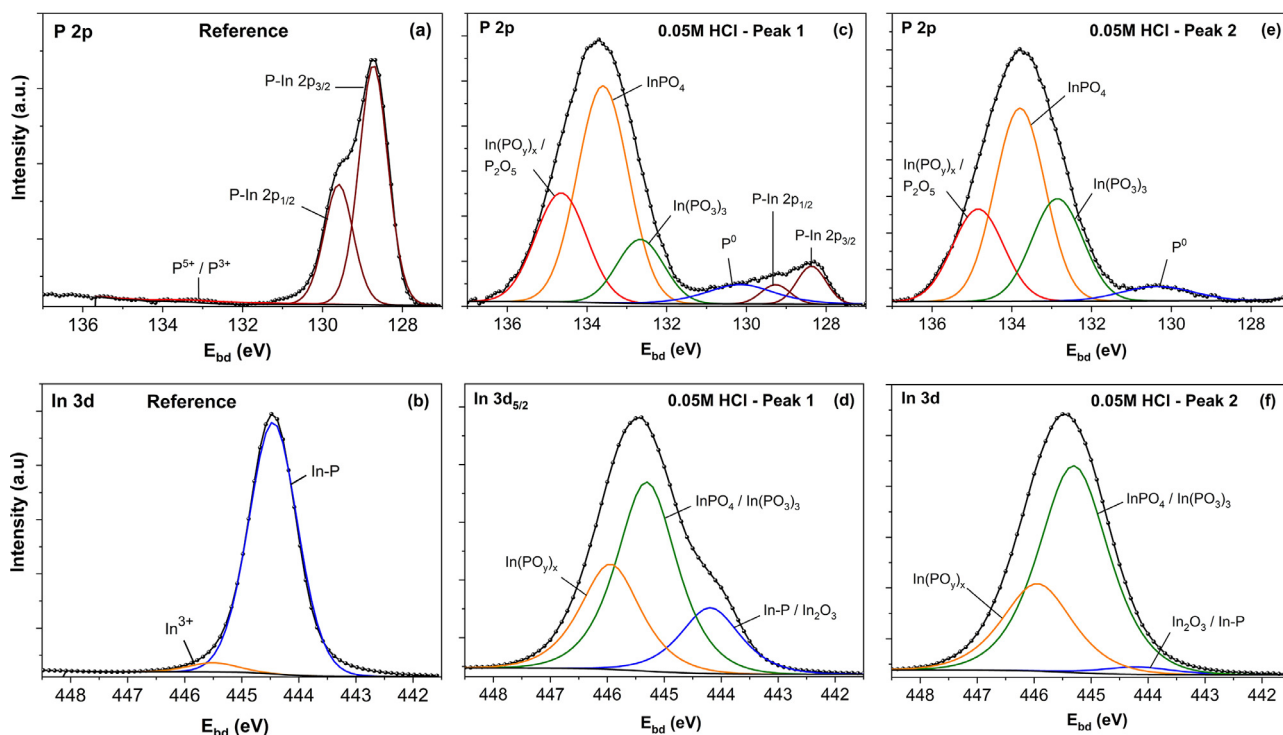 P 2p Reference (a)
P-In 2p3/2
P-In 2p1/2
P5+ / P3+
Intensity (a.u.)
136 134 132 130 128
Ebd (eV)
P 2p 0.05M HCl - Peak 1 (c)
InPO4
In(POy)x /
P2O5
In(PO3)3
P0
P-In 2p1/2
P-In 2p3/2
136 134 132 130 128
Ebd (eV)
P 2p 0.05M HCl - Peak 2 (e)
InPO4
In(POy)x /
P2O5
In(PO3)3
P0
136 134 132 130 128
Ebd (eV)
In 3d Reference (b)
In-P
In3+
Intensity (a.u)
448 447 446 445 444 443 442
Ebd (eV)
In 3d5/2 0.05M HCl - Peak 1 (d)
InPO4 / In(PO3)3
In(POy)x
In-P / In2O3
448 447 446 445 444 443 442
Ebd (eV)
In 3d 0.05M HCl - Peak 2 (f)
InPO4 / In(PO3)3
In(POy)x
In2O3 / In-P
448 447 446 445 444 443 442
Ebd (eV)